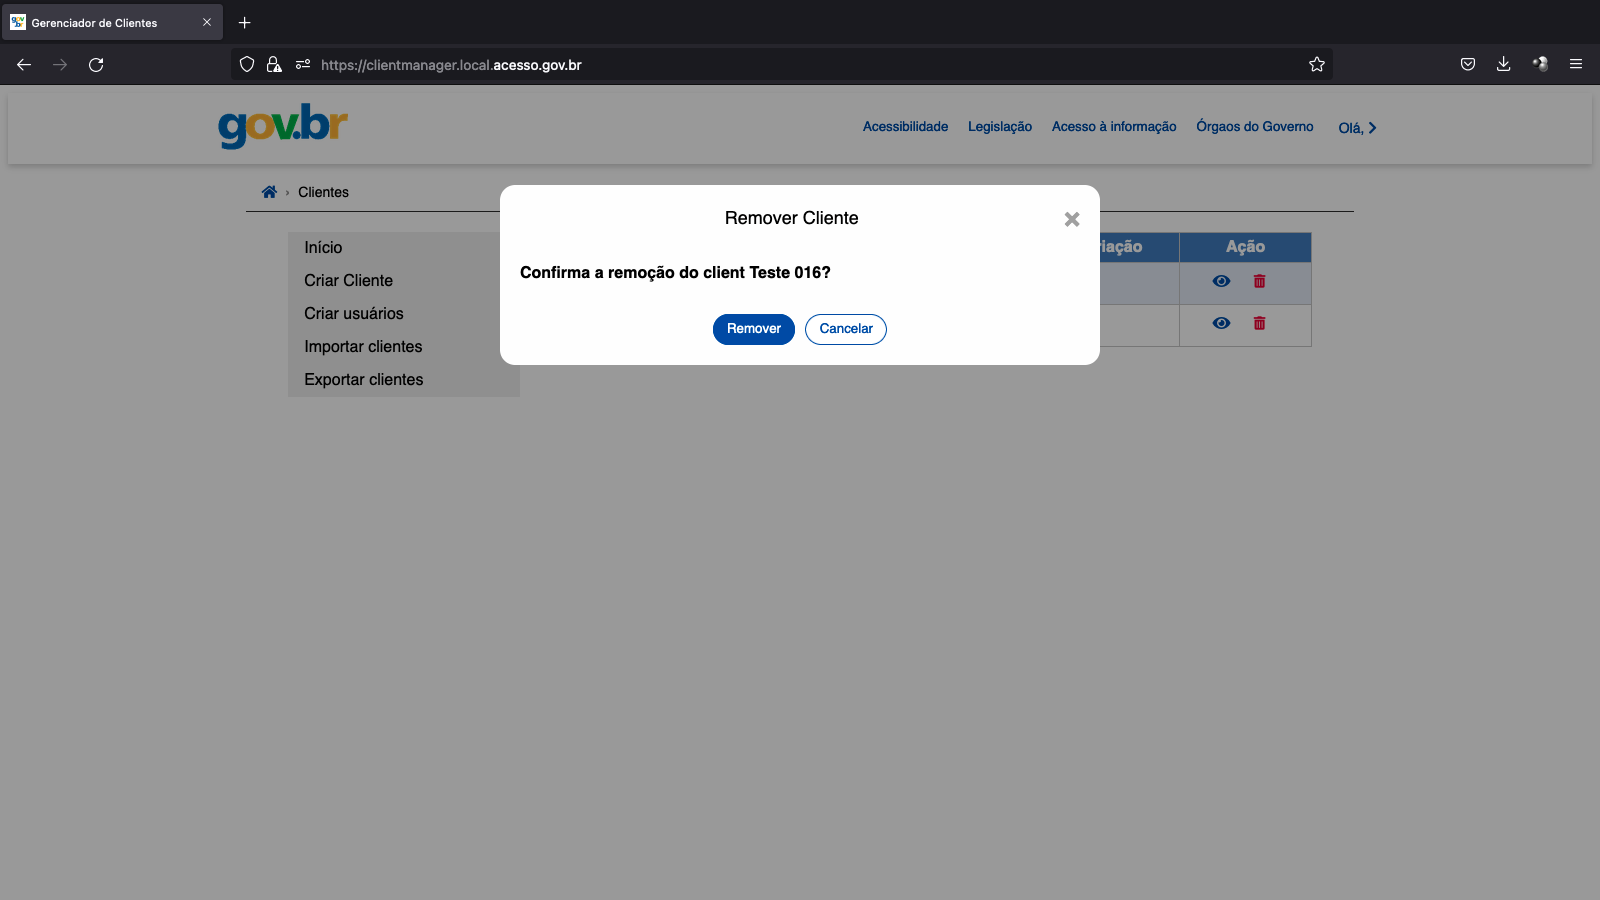 Gerenciador de Clientes
https://clientmanager.local.acesso.gov.br
gov.br
Acessibilidade Legislação Acesso à informação Órgaos do Governo Olá,
Clientes
Remover Cliente
Confirma a remoção do client Teste 016?
Remover Cancelar
Início
Criar Cliente
Criar usuários
Importar clientes
Exportar clientes
Ação